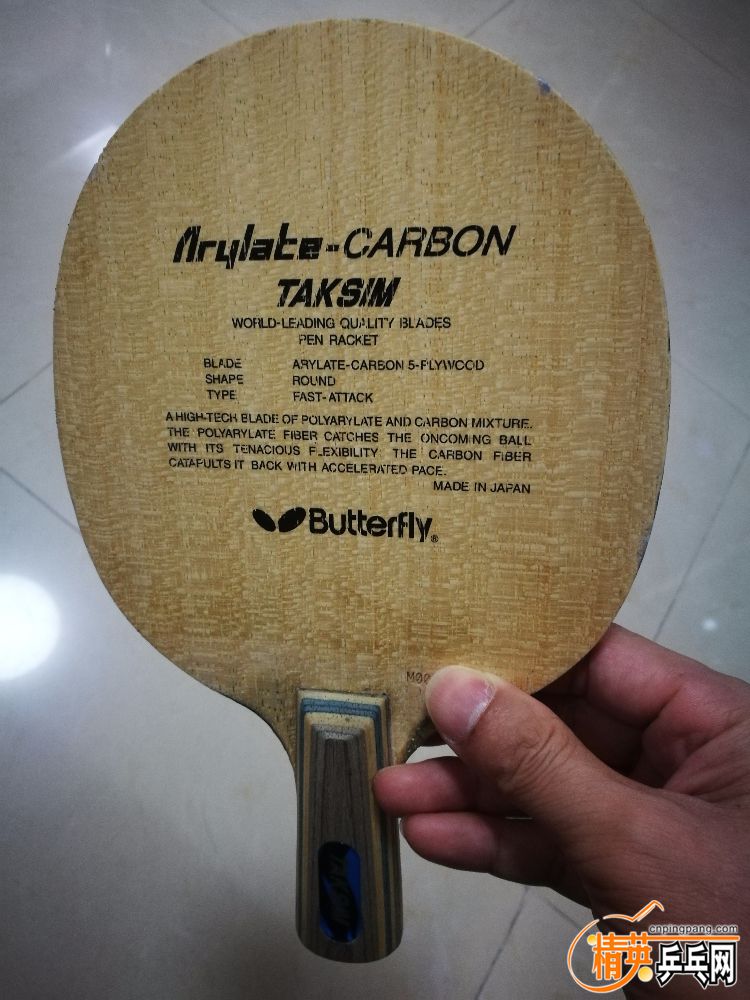 Arylate-CARBON
TAKSIM
WORLD-LEADING QUALITY BLADES
PEN RACKET
BLADE ARYLATE-CARBON 5-PLYWOOD
SHAPE ROUND
TYPE FAST-ATTACK
A HIGH-TECH BLADE OF POLYARYLATE AND CARBON MIXTURE.
THE POLYARYLATE FIBER CATCHES THE ONCOMING BALL
WITH ITS TENACIOUS FLEXIBILITY. THE CARBON FIBER
CATAPULTS IT BACK WITH ACCELERATED PACE.
MADE IN JAPAN
Butterfly®
TAKSIM
cnpingpang.com
精英乒乓网